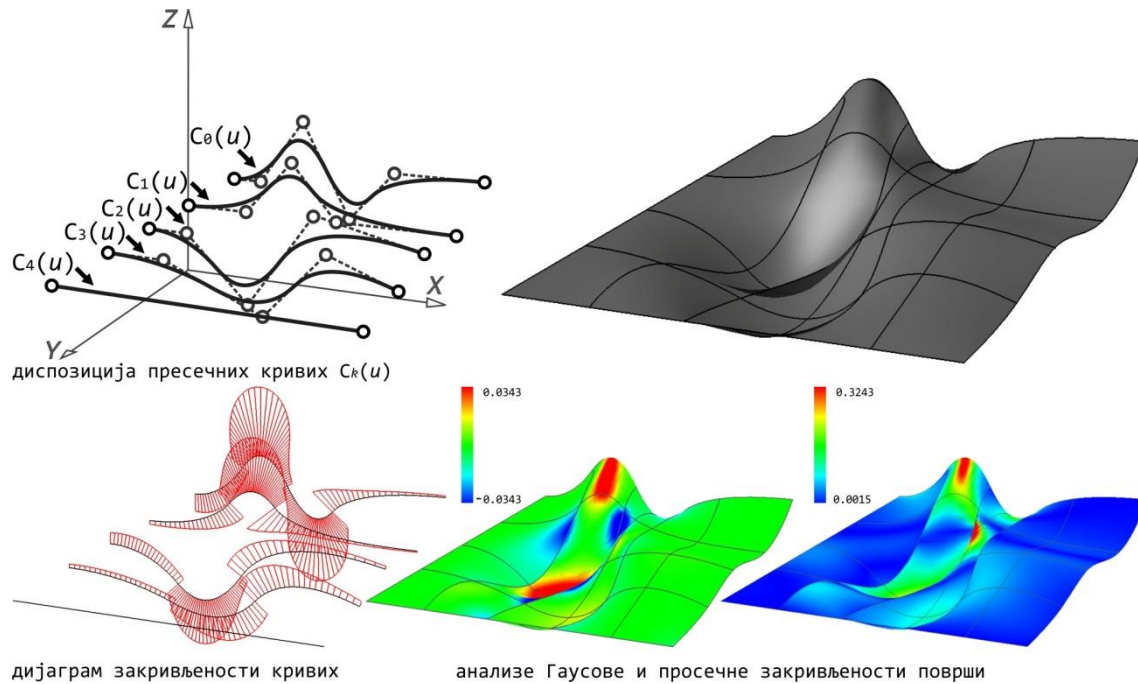 Z
C₀(u)
C₁(u)
C₂(u)
C₃(u)
C₄(u)
X
Y
диспозиција пресечних кривих Cₖ(u)
0.0343
-0.0343
0.3243
0.0015
дијаграм закривљености кривих
анализе Гаусове и просечне закривљености површи